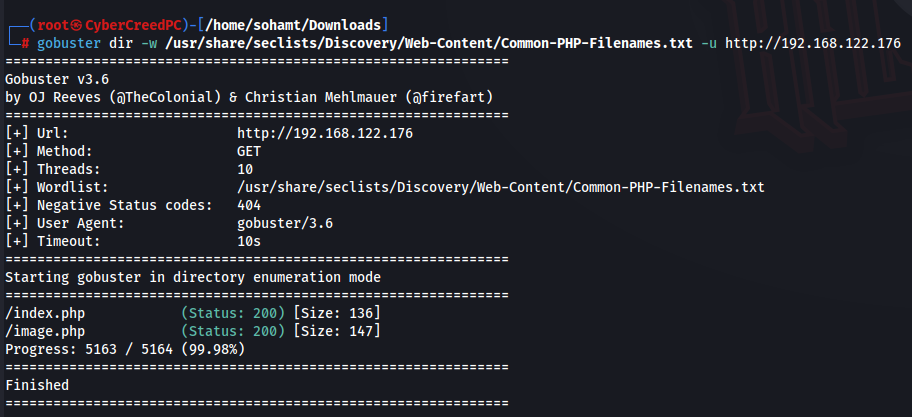 ┌──(root㉿CyberCreedPC)-[/home/sohamt/Downloads]
└─# gobuster dir -w /usr/share/seclists/Discovery/Web-Content/Common-PHP-Filenames.txt -u http://192.168.122.176
===============================================================
Gobuster v3.6
by OJ Reeves (@TheColonial) & Christian Mehlmauer (@firefart)
===============================================================
[+] Url:                     http://192.168.122.176
[+] Method:                  GET
[+] Threads:                 10
[+] Wordlist:                /usr/share/seclists/Discovery/Web-Content/Common-PHP-Filenames.txt
[+] Negative Status codes:   404
[+] User Agent:              gobuster/3.6
[+] Timeout:                 10s
===============================================================
Starting gobuster in directory enumeration mode
===============================================================
/index.php            (Status: 200) [Size: 136]
/image.php            (Status: 200) [Size: 147]
Progress: 5163 / 5164 (99.98%)
===============================================================
Finished
===============================================================